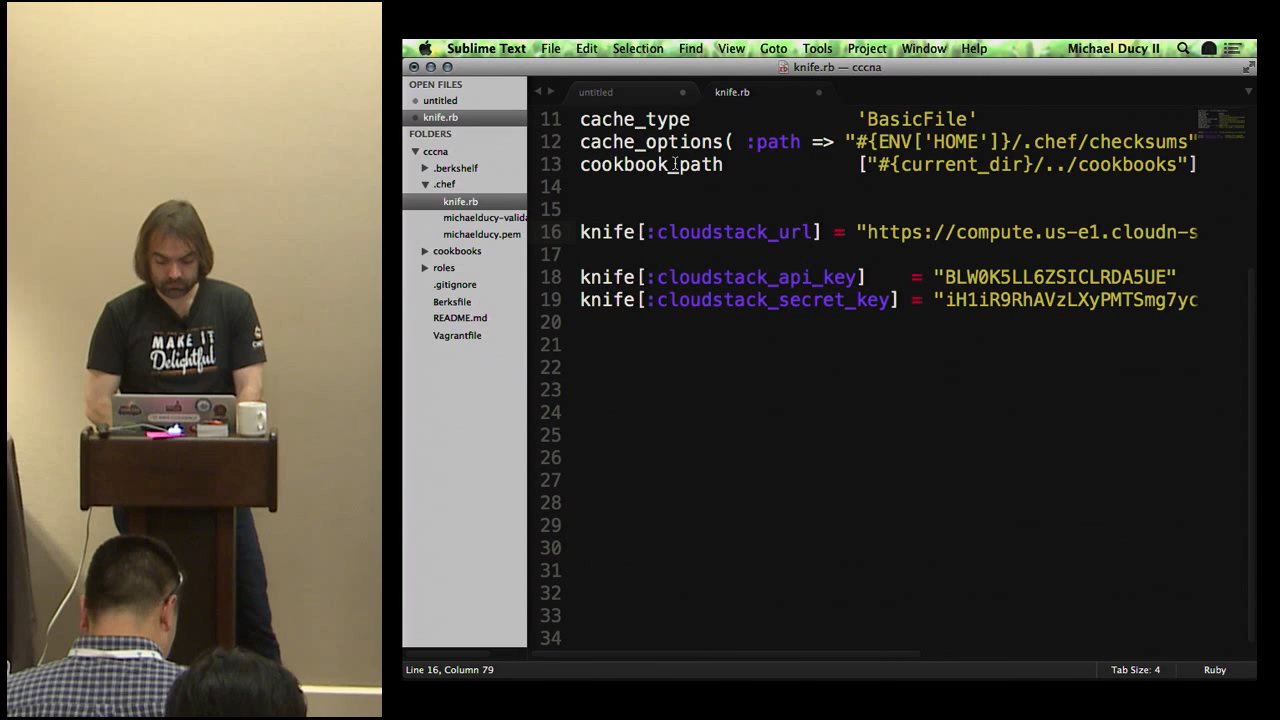 MAKE IT
Delightful
Sublime Text File Edit Selection Find View Goto Tools Project Window Help Michael Ducy II
knife.rb — cccna
OPEN FILES
untitled
knife.rb
FOLDERS
cccna
.berkshelf
.chef
knife.rb
michaelducy-valida
michaelducy.pem
cookbooks
roles
.gitignore
Berksfile
README.md
Vagrantfile
untitled knife.rb
11 cache_type 'BasicFile'
12 cache_options( :path => "#{ENV['HOME']}/.chef/checksums"
13 cookbook_path ["#{current_dir}/../cookbooks"]
14
15
16 knife[:cloudstack_url] = "https://compute.us-e1.cloudn-s
17
18 knife[:cloudstack_api_key] = "BLW0K5LL6ZSICLRDA5UE"
19 knife[:cloudstack_secret_key] = "iH1iR9RhAVzLXyPMTSmg7yc
20
21
22
23
24
25
26
27
28
29
30
31
32
33
34
Line 16, Column 79 Tab Size: 4 Ruby